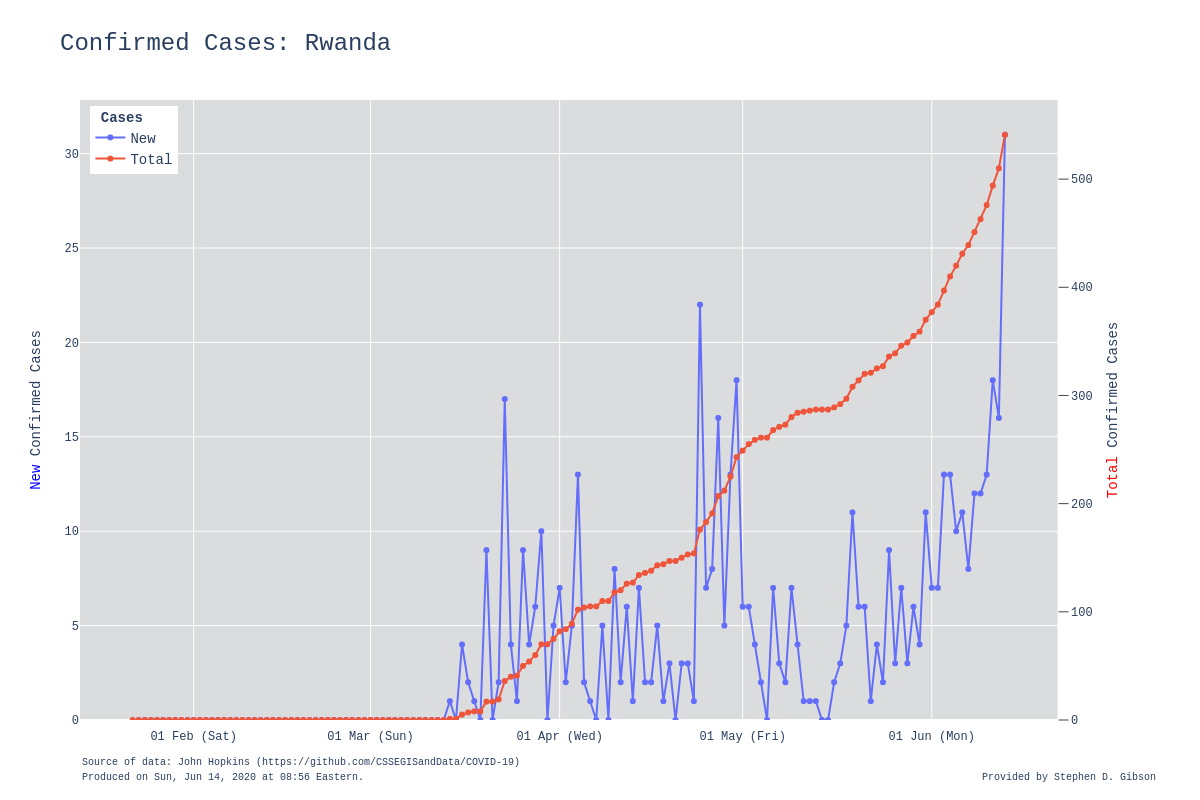 Confirmed Cases: Rwanda
Cases
New
Total
30
25
20
15
10
5
0
500
400
300
200
100
0
New Confirmed Cases
Total Confirmed Cases
01 Feb (Sat)
01 Mar (Sun)
01 Apr (Wed)
01 May (Fri)
01 Jun (Mon)
Source of data: John Hopkins (https://github.com/CSSEGISandData/COVID-19)
Produced on Sun, Jun 14, 2020 at 08:56 Eastern.
Provided by Stephen D. Gibson